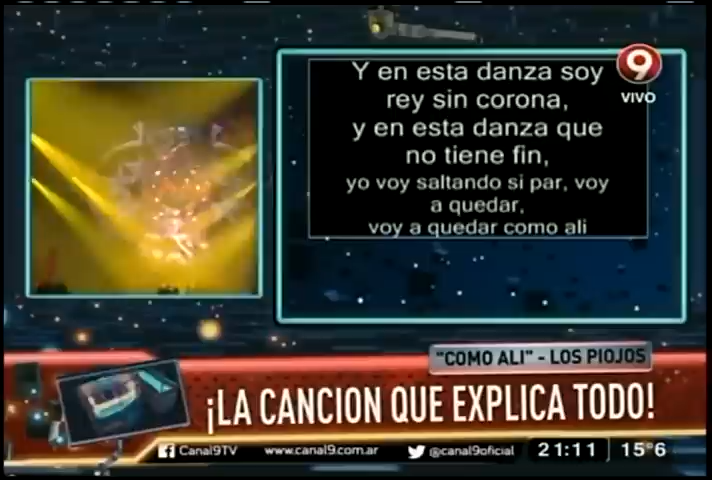 Y en esta danza soy
rey sin corona,
y en esta danza que
no tiene fin,
yo voy saltando si par, voy
a quedar,
voy a quedar como ali
9
VIVO
"COMO ALI" - LOS PIOJOS
¡LA CANCION QUE EXPLICA TODO!
Canal9TV www.canal9.com.ar @canal9oficial 21:11 15°6